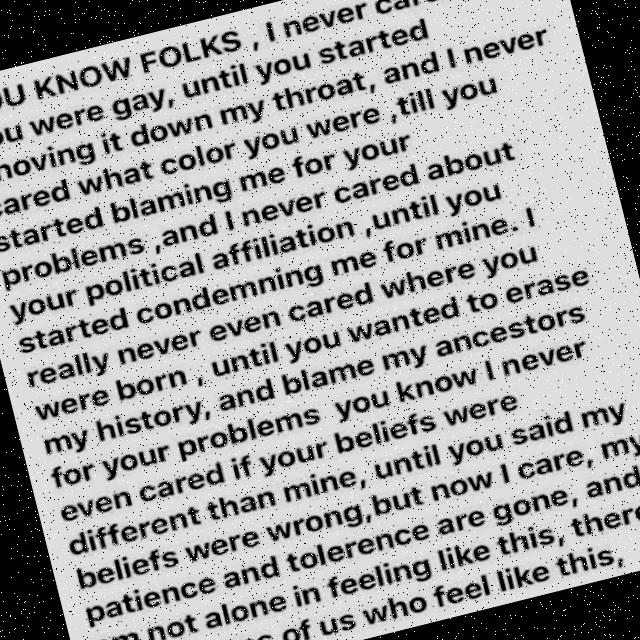 KNOW FOLKS , I never
were gay, until you started
it down my throat, and I never
what color you were ,till you
started blaming me for your
problems ,and I never cared about
your political affiliation ,until you
started condemning me for mine. I
really never even cared where you
were born , until you wanted to erase
my history, and blame my ancestors
for your problems you know I never
even cared if your beliefs were
different than mine, until you said my
beliefs were wrong,but now I care, my
patience and tolerence are gone, and
not alone in feeling like this,
of us who feel like this,